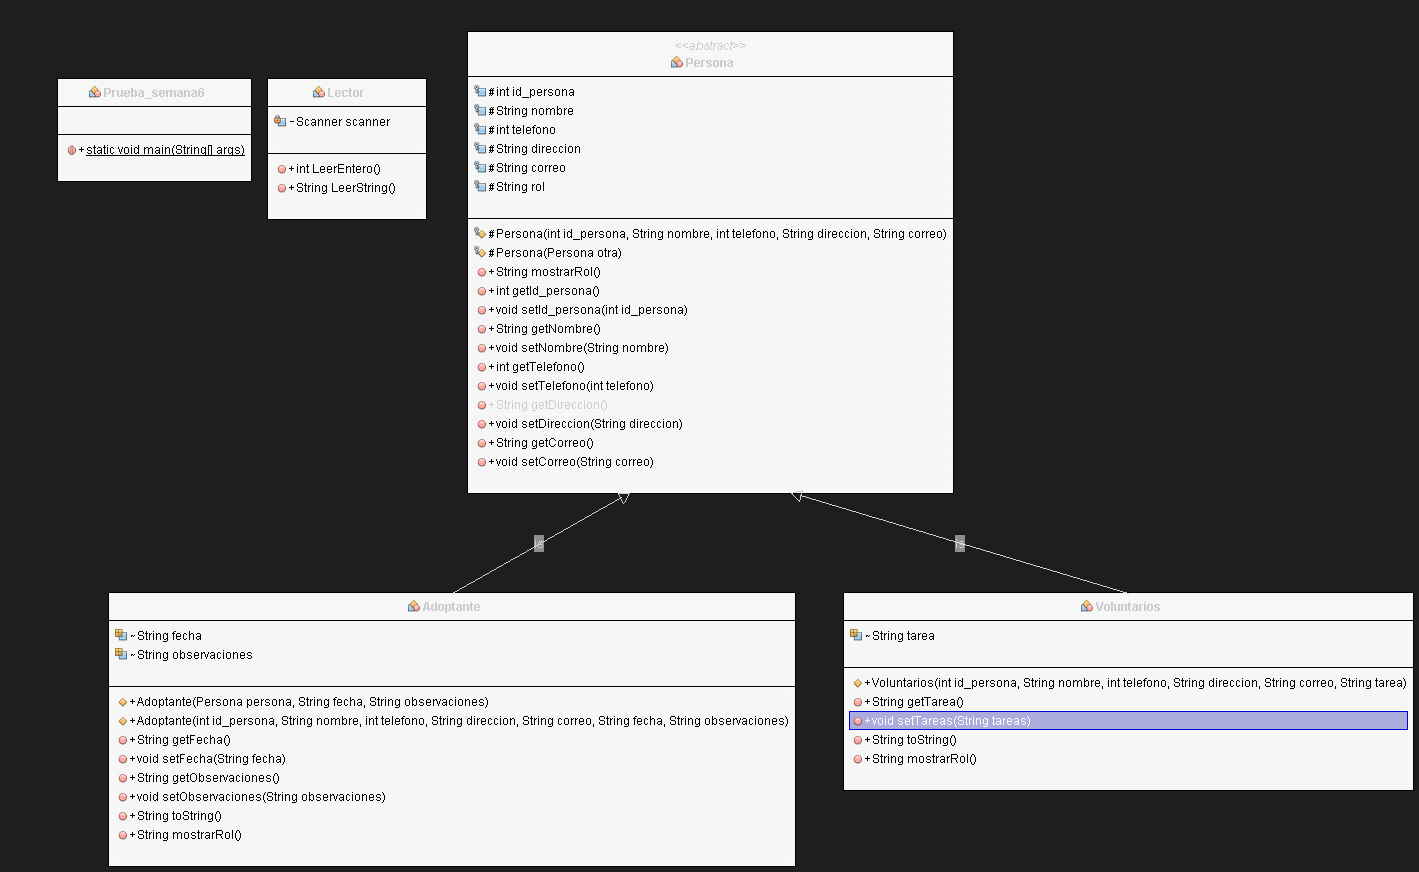 Prueba_semana6
+static void main(String[] args)
Lector
-Scanner scanner
+int LeerEntero()
+String LeerString()
<<abstract>>
Persona
#int id_persona
#String nombre
#int telefono
#String direccion
#String correo
#String rol
#Persona(int id_persona, String nombre, int telefono, String direccion, String correo)
#Persona(Persona otra)
+String mostrarRol()
+int getId_persona()
+void setId_persona(int id_persona)
+String getNombre()
+void setNombre(String nombre)
+int getTelefono()
+void setTelefono(int telefono)
+String getDireccion()
+void setDireccion(String direccion)
+String getCorreo()
+void setCorreo(String correo)
is
is
Adoptante
~String fecha
~String observaciones
+Adoptante(Persona persona, String fecha, String observaciones)
+Adoptante(int id_persona, String nombre, int telefono, String direccion, String correo, String fecha, String observaciones)
+String getFecha()
+void setFecha(String fecha)
+String getObservaciones()
+void setObservaciones(String observaciones)
+String toString()
+String mostrarRol()
Voluntarios
~String tarea
+Voluntarios(int id_persona, String nombre, int telefono, String direccion, String correo, String tarea)
+String getTarea()
+void setTareas(String tareas)
+String toString()
+String mostrarRol()